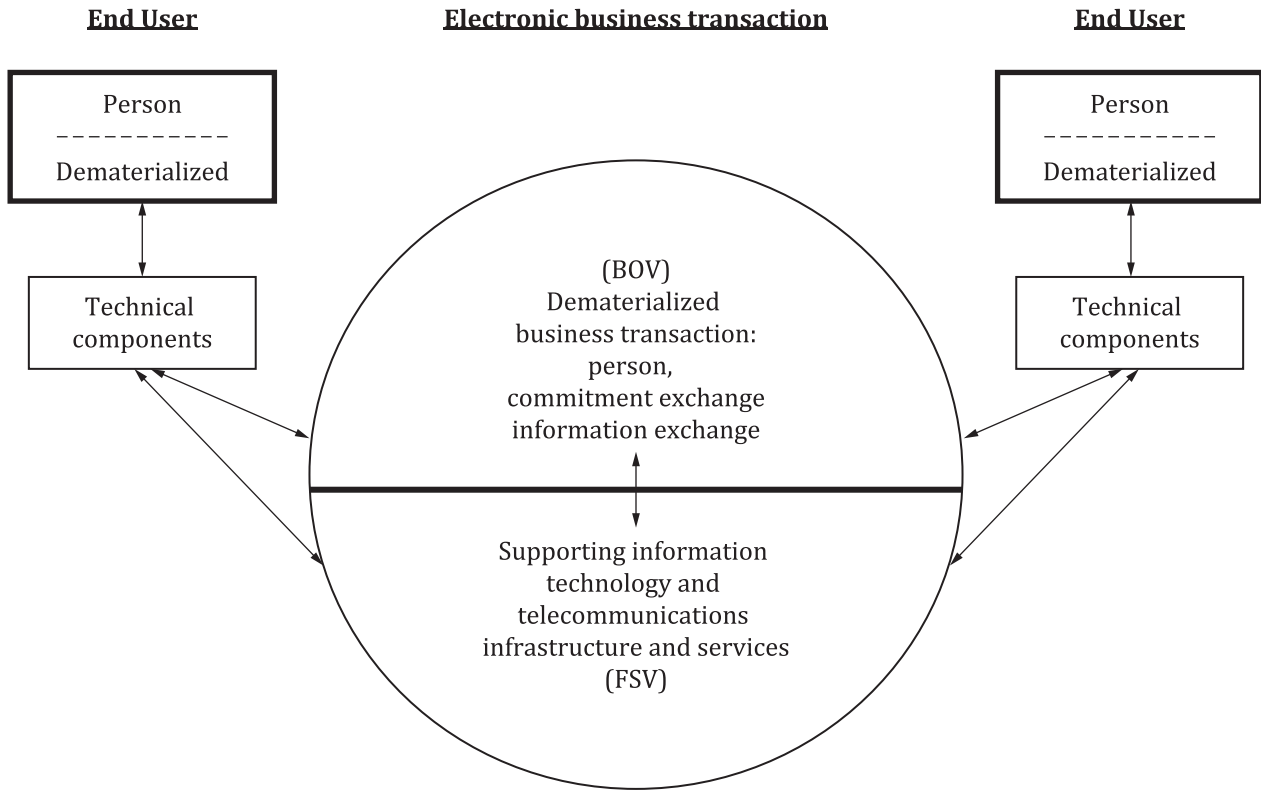 End User
Electronic business transaction
End User
Person
Dematerialized
Technical
components
(BOV)
Dematerialized
business transaction:
person,
commitment exchange
information exchange
Supporting information
technology and
telecommunications
infrastructure and services
(FSV)
Person
Dematerialized
Technical
components